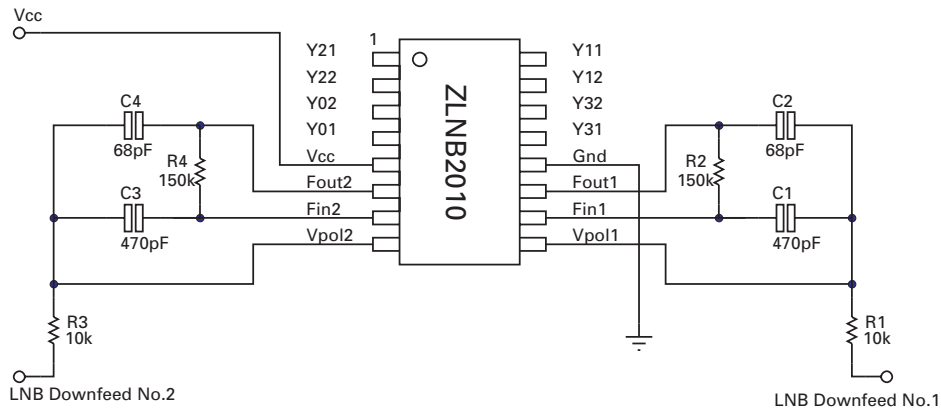 Vcc
1
Y21
Y22
Y02
Y01
Vcc
Fout2
Fin2
Vpol2
ZLNB2010
Y11
Y12
Y32
Y31
Gnd
Fout1
Fin1
Vpol1
C4
68pF
R4
150k
C3
470pF
R3
10k
LNB Downfeed No.2
C2
68pF
R2
150k
C1
470pF
R1
10k
LNB Downfeed No.1